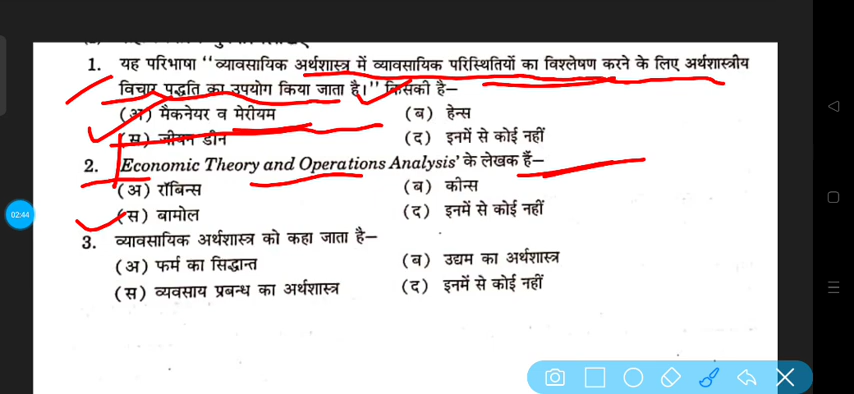 1. यह परिभाषा "व्यावसायिक अर्थशास्त्र में व्यावसायिक परिस्थितियों का विश्लेषण करने के लिए अर्थशास्त्रीय
विचार पद्धति का उपयोग किया जाता है।" किसकी है—
(अ) मैकनेयर व मेरीयम (ब) हेन्स
(स) जीयन डीन (द) इनमें से कोई नहीं
2. Economic Theory and Operations Analysis' के लेखक हैं—
(अ) रॉबिन्स (ब) कीन्स
(स) बामोल (द) इनमें से कोई नहीं
02:44
3. व्यावसायिक अर्थशास्त्र को कहा जाता है—
(अ) फर्म का सिद्धान्त (ब) उद्यम का अर्थशास्त्र
(स) व्यवसाय प्रबन्ध का अर्थशास्त्र (द) इनमें से कोई नहीं